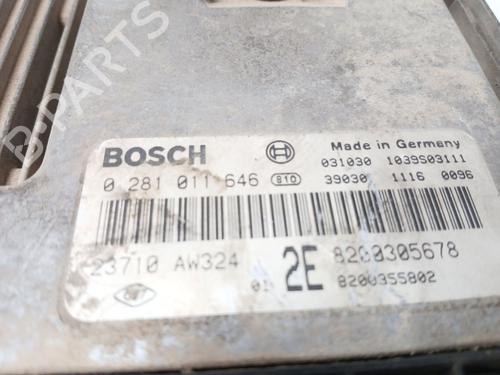 B-PARTS
BOSCH
Made in Germany
0 281 011 646 810
031030 1039S03111
39030 1116 0096
23710 AW324
2E
8200305678
8200355802